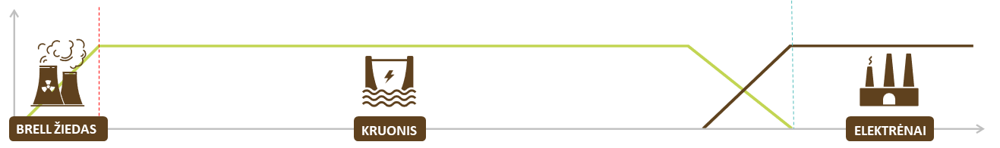 BRELL ŽIEDAS
KRUONIS
ELEKTRĖNAI